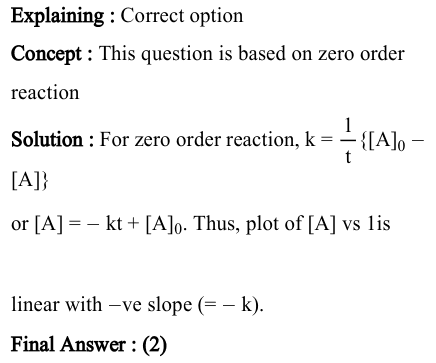 Explaining : Correct option
Concept : This question is based on zero order
reaction
Solution : For zero order reaction, k = 1/t {[A]₀ –
[A]}
or [A] = – kt + [A]₀. Thus, plot of [A] vs 1is
linear with –ve slope (= – k).
Final Answer : (2)